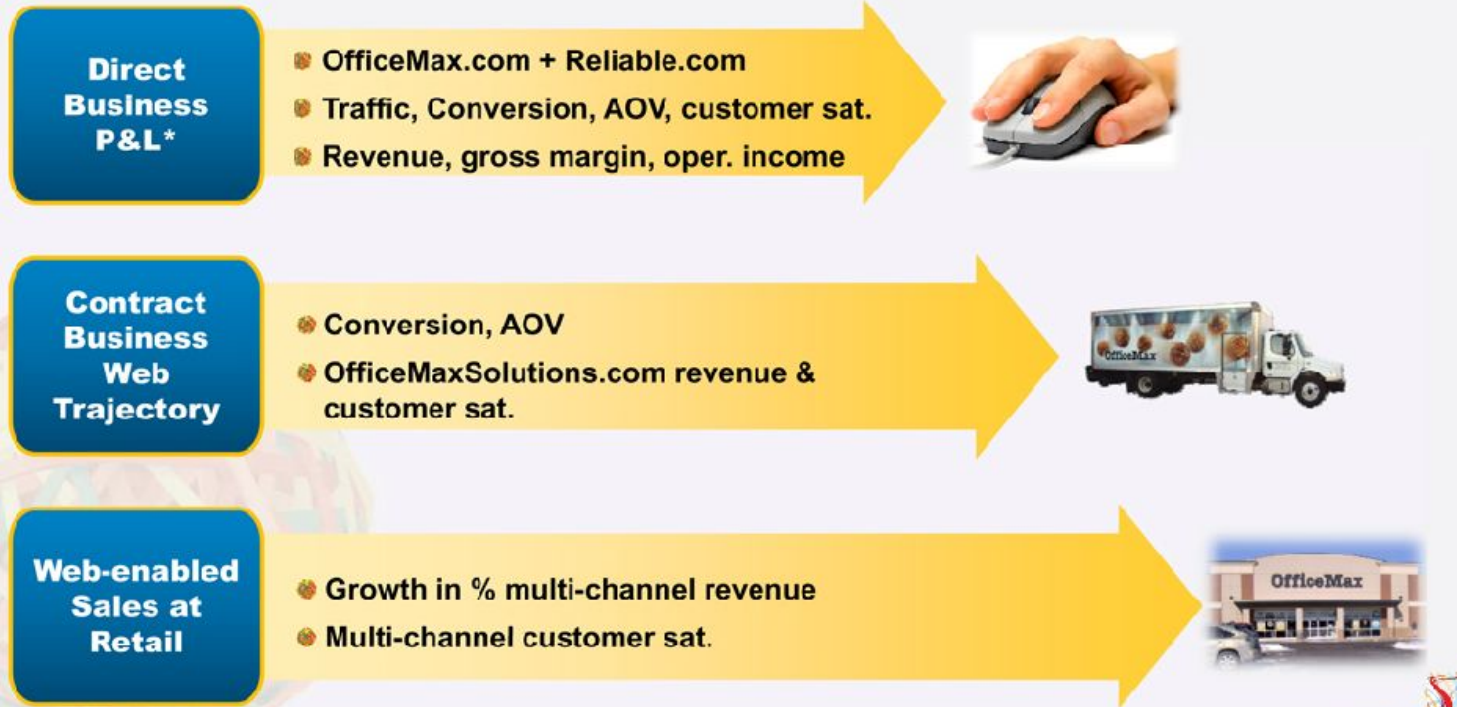 Direct
Business
P&L*
OfficeMax.com + Reliable.com
Traffic, Conversion, AOV, customer sat.
Revenue, gross margin, oper. income
Contract
Business
Web
Trajectory
Conversion, AOV
OfficeMaxSolutions.com revenue &
customer sat.
OfficeMax
Web-enabled
Sales at
Retail
Growth in % multi-channel revenue
Multi-channel customer sat.
OfficeMax